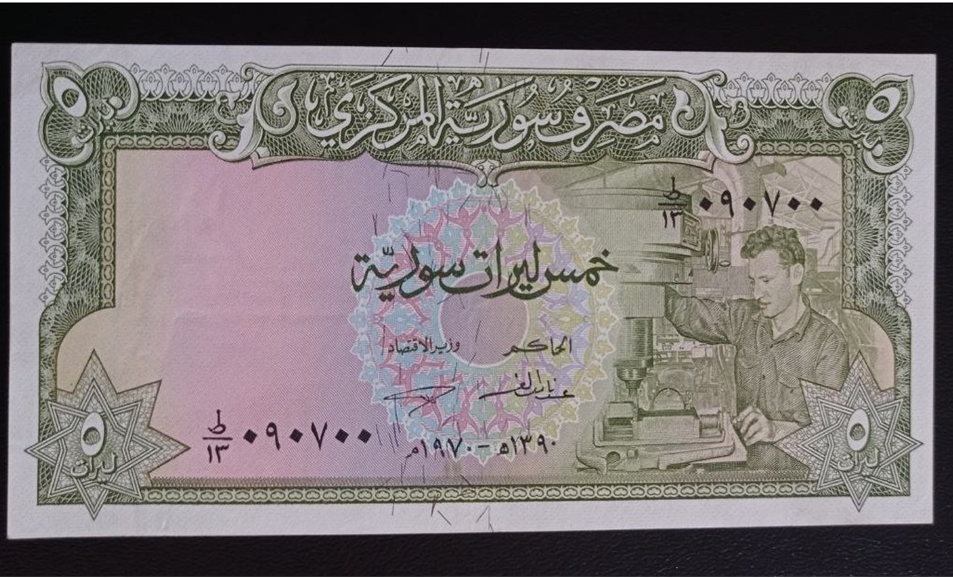 مصرف سورية المركزي
٥ ليرات
٥ ليرات
ط/١٣ ٠٩٠٧٠٠
خمس ليرات سورية
الحاكم
وزير الاقتصاد
ط/١٣ ٠٩٠٧٠٠
١٣٩٠هـ - ١٩٧٠م
٥ ليرات
٥ ليرات